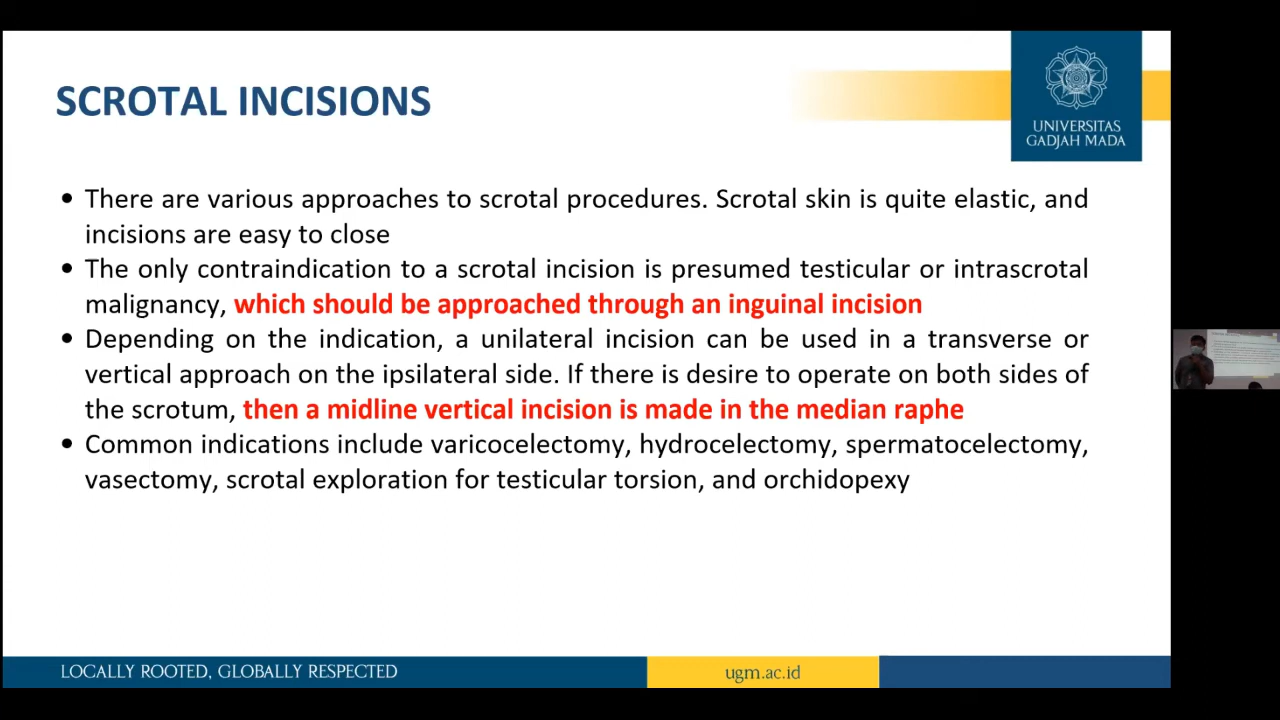 SCROTAL INCISIONS
UNIVERSITAS
GADJAH MADA
• There are various approaches to scrotal procedures. Scrotal skin is quite elastic, and
incisions are easy to close
• The only contraindication to a scrotal incision is presumed testicular or intrascrotal
malignancy, which should be approached through an inguinal incision
• Depending on the indication, a unilateral incision can be used in a transverse or
vertical approach on the ipsilateral side. If there is desire to operate on both sides of
the scrotum, then a midline vertical incision is made in the median raphe
• Common indications include varicocelectomy, hydrocelectomy, spermatocelectomy,
vasectomy, scrotal exploration for testicular torsion, and orchidopexy
LOCALLY ROOTED, GLOBALLY RESPECTED
ugm.ac.id